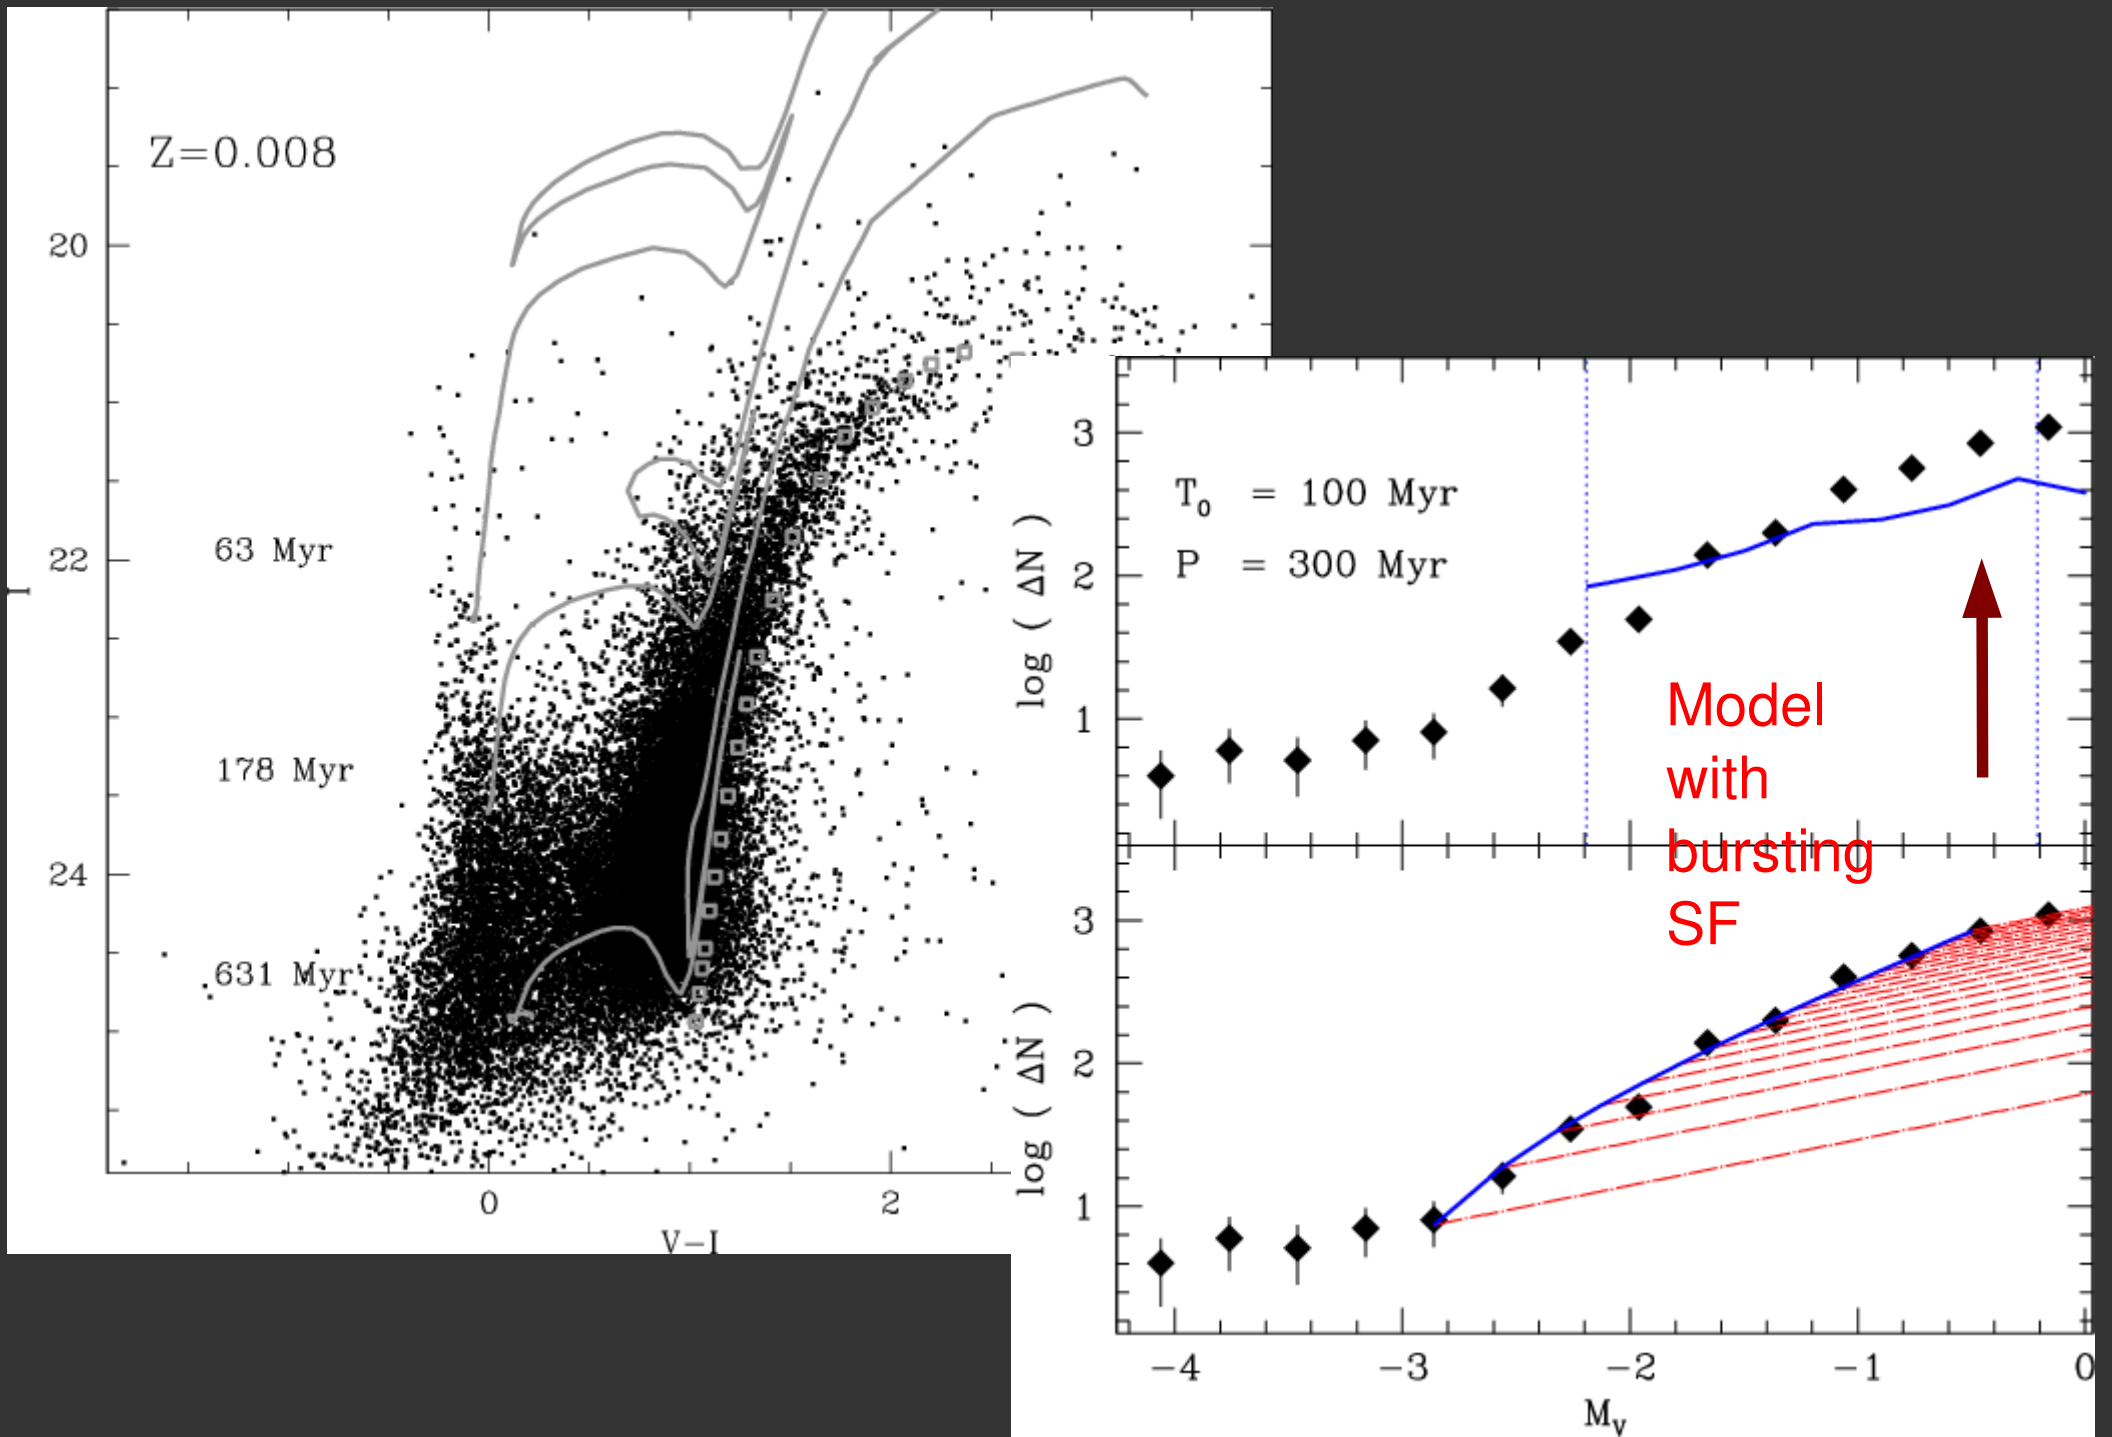 Z=0.008
20
22
24
I
63 Myr
178 Myr
631 Myr
0
2
V-I
3
2
1
log ( ΔN )
T₀ = 100 Myr
P = 300 Myr
Model
with
bursting
SF
3
2
1
log ( ΔN )
-4
-3
-2
-1
0
M_V